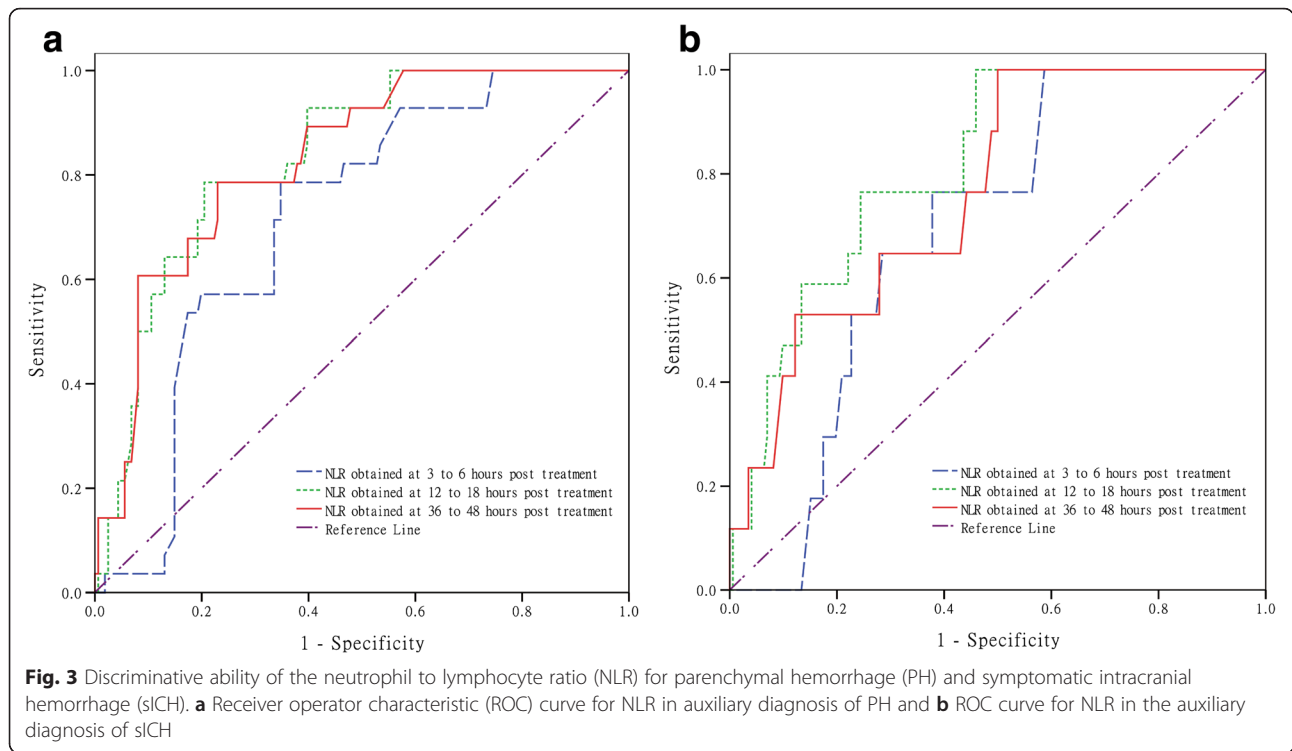 a
1.0
0.8
0.6
0.4
0.2
0.0
Sensitivity
NLR obtained at 3 to 6 hours post treatment
NLR obtained at 12 to 18 hours post treatment
NLR obtained at 36 to 48 hours post treatment
Reference Line
0.0 0.2 0.4 0.6 0.8 1.0
1 - Specificity
b
1.0
0.8
0.6
0.4
0.2
0.0
Sensitivity
NLR obtained at 3 to 6 hours post treatment
NLR obtained at 12 to 18 hours post treatment
NLR obtained at 36 to 48 hours post treatment
Reference Line
0.0 0.2 0.4 0.6 0.8 1.0
1 - Specificity
Fig. 3 Discriminative ability of the neutrophil to lymphocyte ratio (NLR) for parenchymal hemorrhage (PH) and symptomatic intracranial
hemorrhage (sICH). a Receiver operator characteristic (ROC) curve for NLR in auxiliary diagnosis of PH and b ROC curve for NLR in the auxiliary
diagnosis of sICH